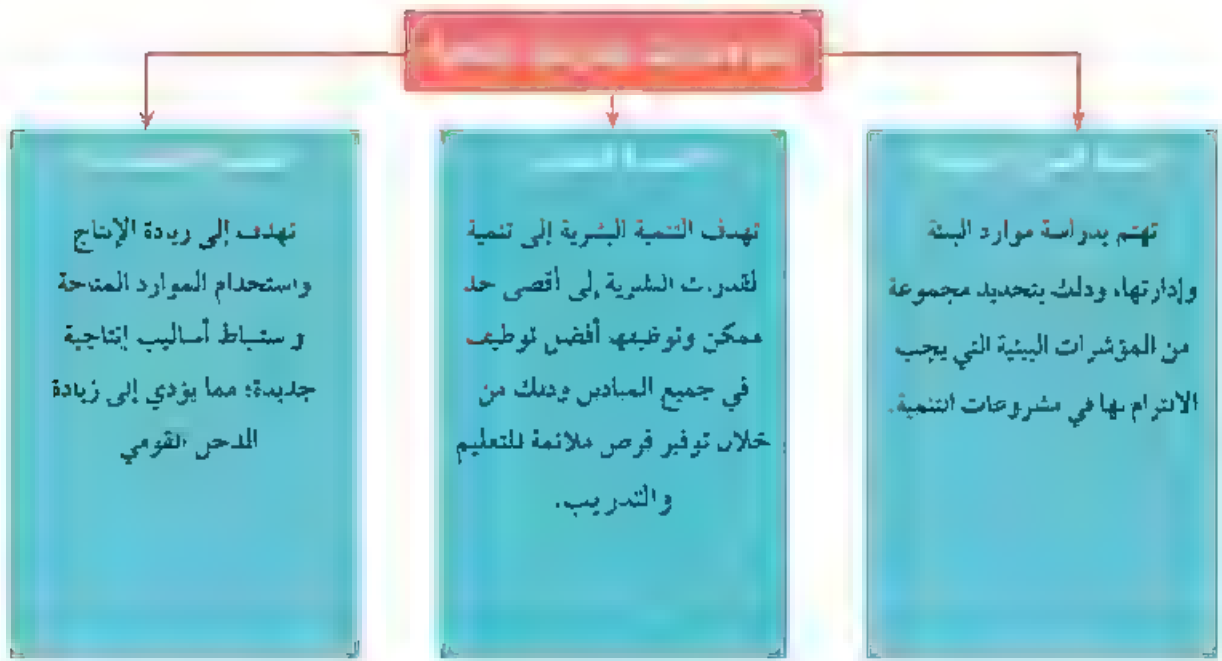 تهتم بدراسة موارد البيئة
وإدارتها، وذلك بتحديد مجموعة
من المؤشرات البيئية التي يجب
الالتزام بها في مشروعات التنمية.
تهدف التنمية البشرية إلى تنمية
القدرات البشرية إلى أقصى حد
ممكن وتوظيفها أفضل توظيف
في جميع الميادين وذلك من
خلال توفير فرص ملائمة للتعليم
والتدريب.
تهدف إلى زيادة الإنتاج
واستخدام الموارد المتاحة
واستنباط أساليب إنتاجية
جديدة؛ مما يؤدي إلى زيادة
الدخل القومي